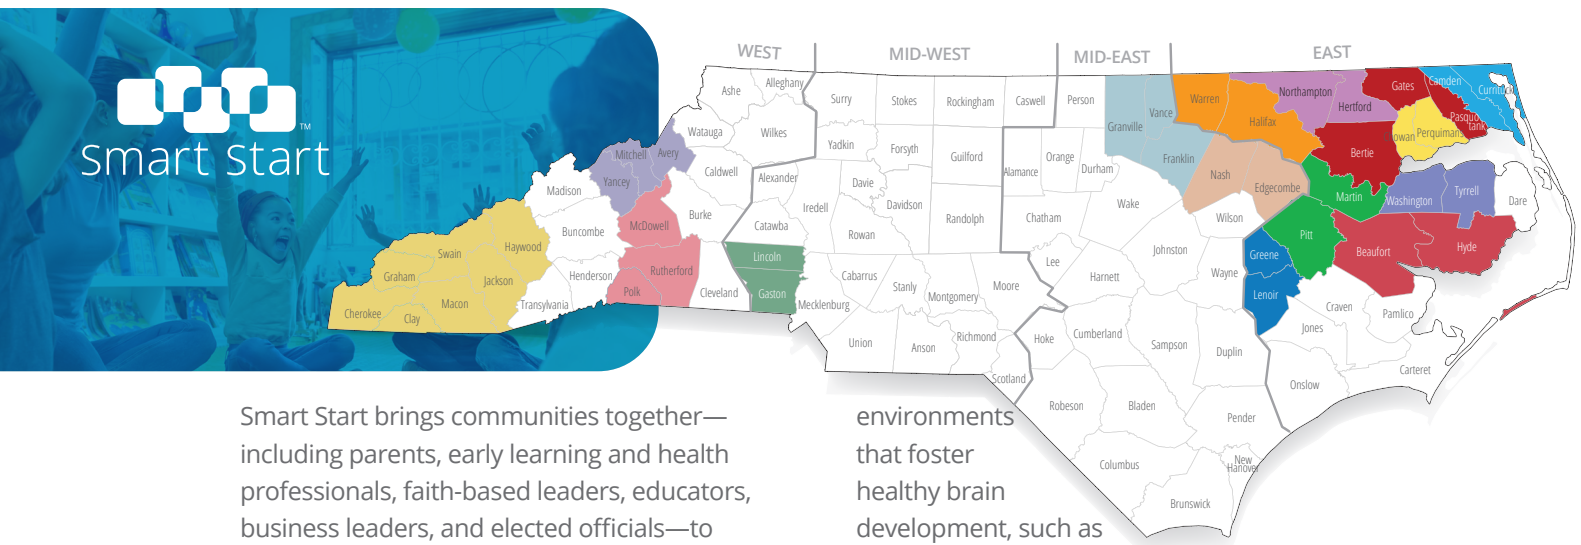 Smart Start
TM
WEST
MID-WEST
MID-EAST
EAST
Ashe
Alleghany
Surry
Stokes
Rockingham
Caswell
Person
Granville
Vance
Warren
Halifax
Northampton
Hertford
Gates
Camden
Currituck
Pasquo
tank
Perquimans
Bertie
Watauga
Wilkes
Yadkin
Forsyth
Guilford
Alamance
Orange
Durham
Franklin
Nash
Edgecombe
Martin
Washington
Tyrrell
Dare
Mitchell
Avery
Yancey
Caldwell
Alexander
Davie
Davidson
Randolph
Chatham
Wake
Wilson
Pitt
Beaufort
Hyde
Madison
Buncombe
McDowell
Burke
Catawba
Iredell
Rowan
Swain
Haywood
Graham
Jackson
Henderson
Rutherford
Lincoln
Gaston
Cabarrus
Stanly
Montgomery
Moore
Lee
Harnett
Johnston
Wayne
Greene
Lenoir
Craven
Pamlico
Jones
Cherokee
Clay
Macon
Transylvania
Polk
Cleveland
Mecklenburg
Union
Anson
Richmond
Scotland
Hoke
Cumberland
Sampson
Duplin
Onslow
Carteret
Robeson
Bladen
Pender
Columbus
New
Hanover
Brunswick
Smart Start brings communities together—
including parents, early learning and health
professionals, faith-based leaders, educators,
business leaders, and elected officials—to
environments
that foster
healthy brain
development, such as